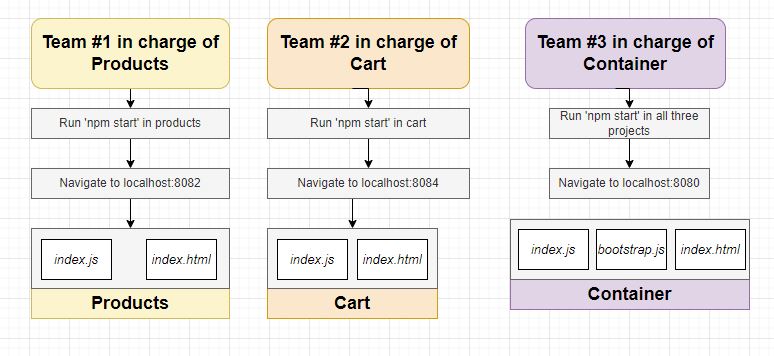 Team #1 in charge of
Products
Run 'npm start' in products
Navigate to localhost:8082
index.js
index.html
Products
Team #2 in charge of
Cart
Run 'npm start' in cart
Navigate to localhost:8084
index.js
index.html
Cart
Team #3 in charge of
Container
Run 'npm start' in all three
projects
Navigate to localhost:8080
index.js
bootstrap.js
index.html
Container